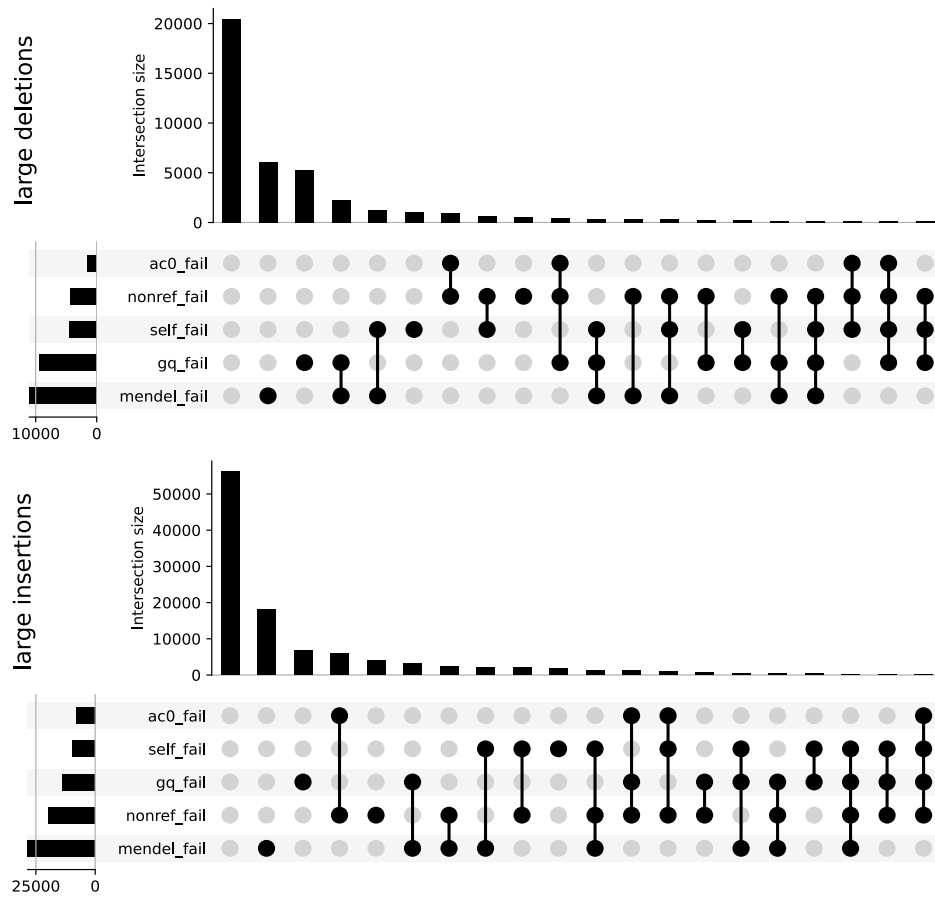 large deletions
Intersection size
20000
15000
10000
5000
0
ac0_fail
nonref_fail
self_fail
gq_fail
mendel_fail
10000 0
large insertions
Intersection size
50000
40000
30000
20000
10000
0
ac0_fail
self_fail
gq_fail
nonref_fail
mendel_fail
25000 0